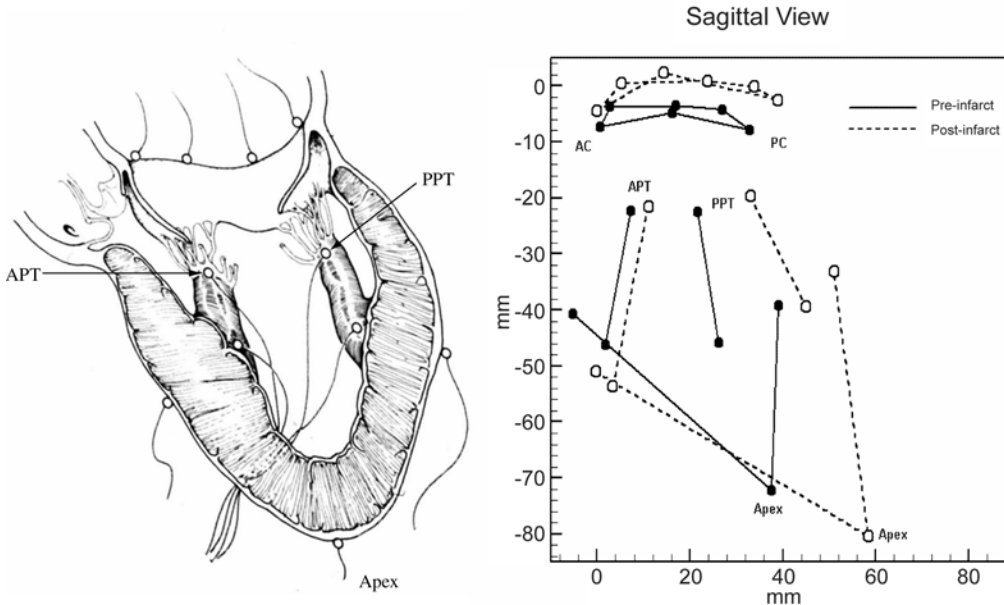 PPT
APT
Apex
Sagittal View
0
-10
-20
-30
-40
-50
-60
-70
-80
mm
Pre-infarct
Post-infarct
AC
PC
APT
PPT
Apex
Apex
0 20 40 60 80
mm